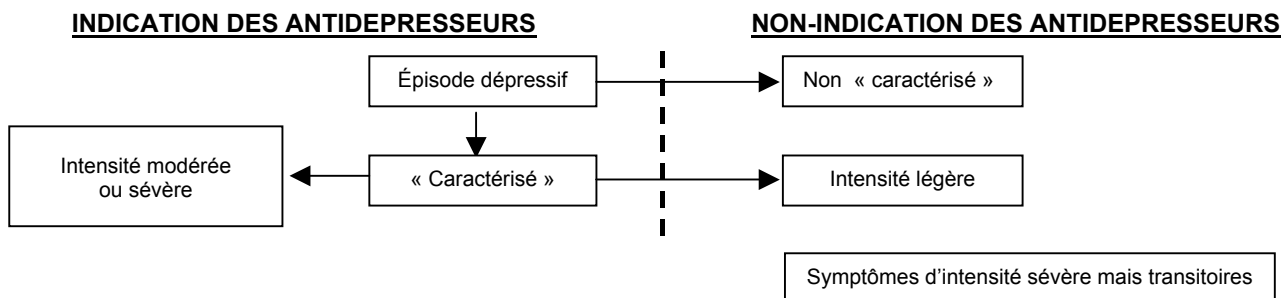 INDICATION DES ANTIDEPRESSEURS
NON-INDICATION DES ANTIDEPRESSEURS
Épisode dépressif
Non « caractérisé »
Intensité modérée
ou sévère
« Caractérisé »
Intensité légère
Symptômes d’intensité sévère mais transitoires